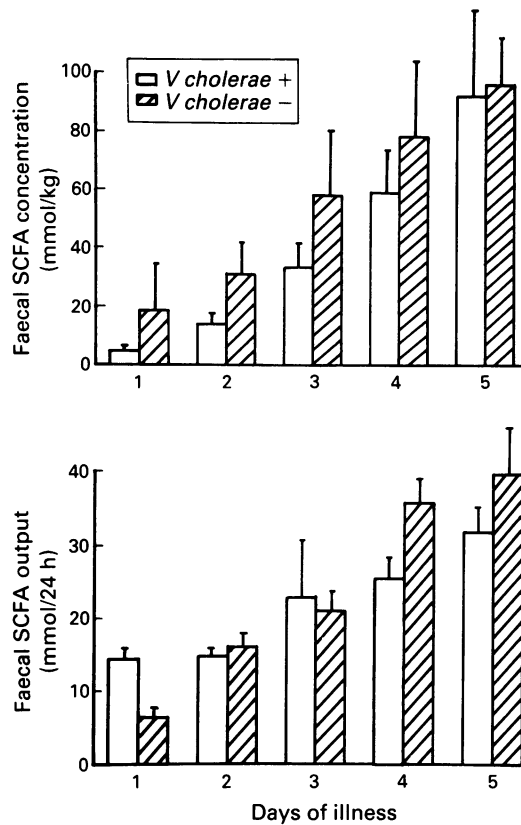 Faecal SCFA concentration
(mmol/kg)
100
80
60
40
20
0
V cholerae +
V cholerae −
1 2 3 4 5
Faecal SCFA output
(mmol/24 h)
40
30
20
10
0
1 2 3 4 5
Days of illness